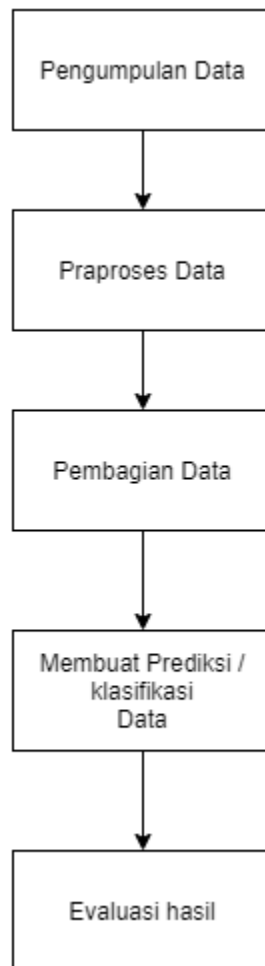 Pengumpulan Data
Praproses Data
Pembagian Data
Membuat Prediksi /
klasifikasi
Data
Evaluasi hasil